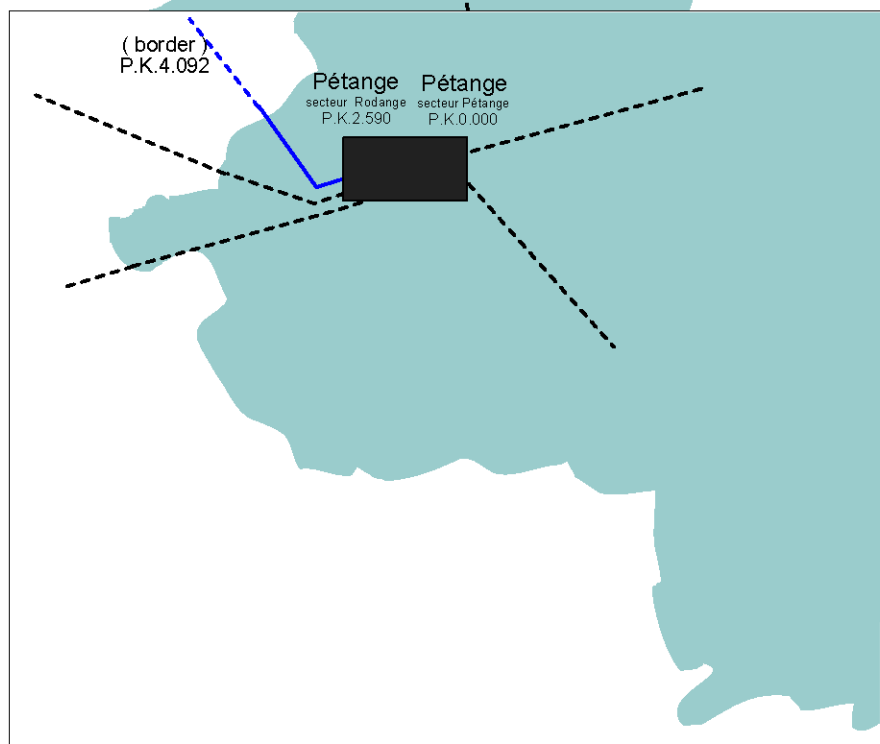 ( border )
P.K.4.092
Pétange
secteur Rodange
P.K.2.590
Pétange
secteur Pétange
P.K.0.000